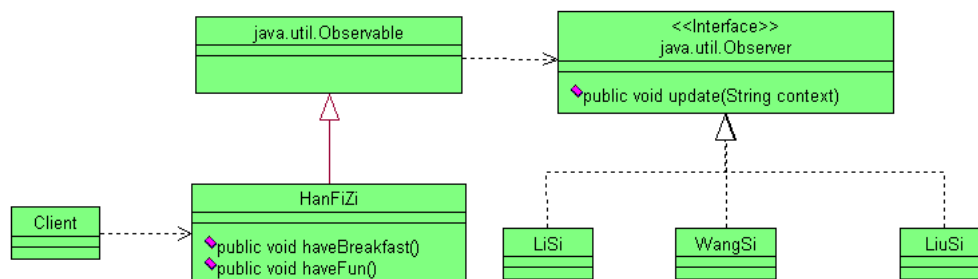 java.util.Observable
<<Interface>>
java.util.Observer
public void update(String context)
Client
HanFiZi
public void haveBreakfast()
public void haveFun()
LiSi
WangSi
LiuSi